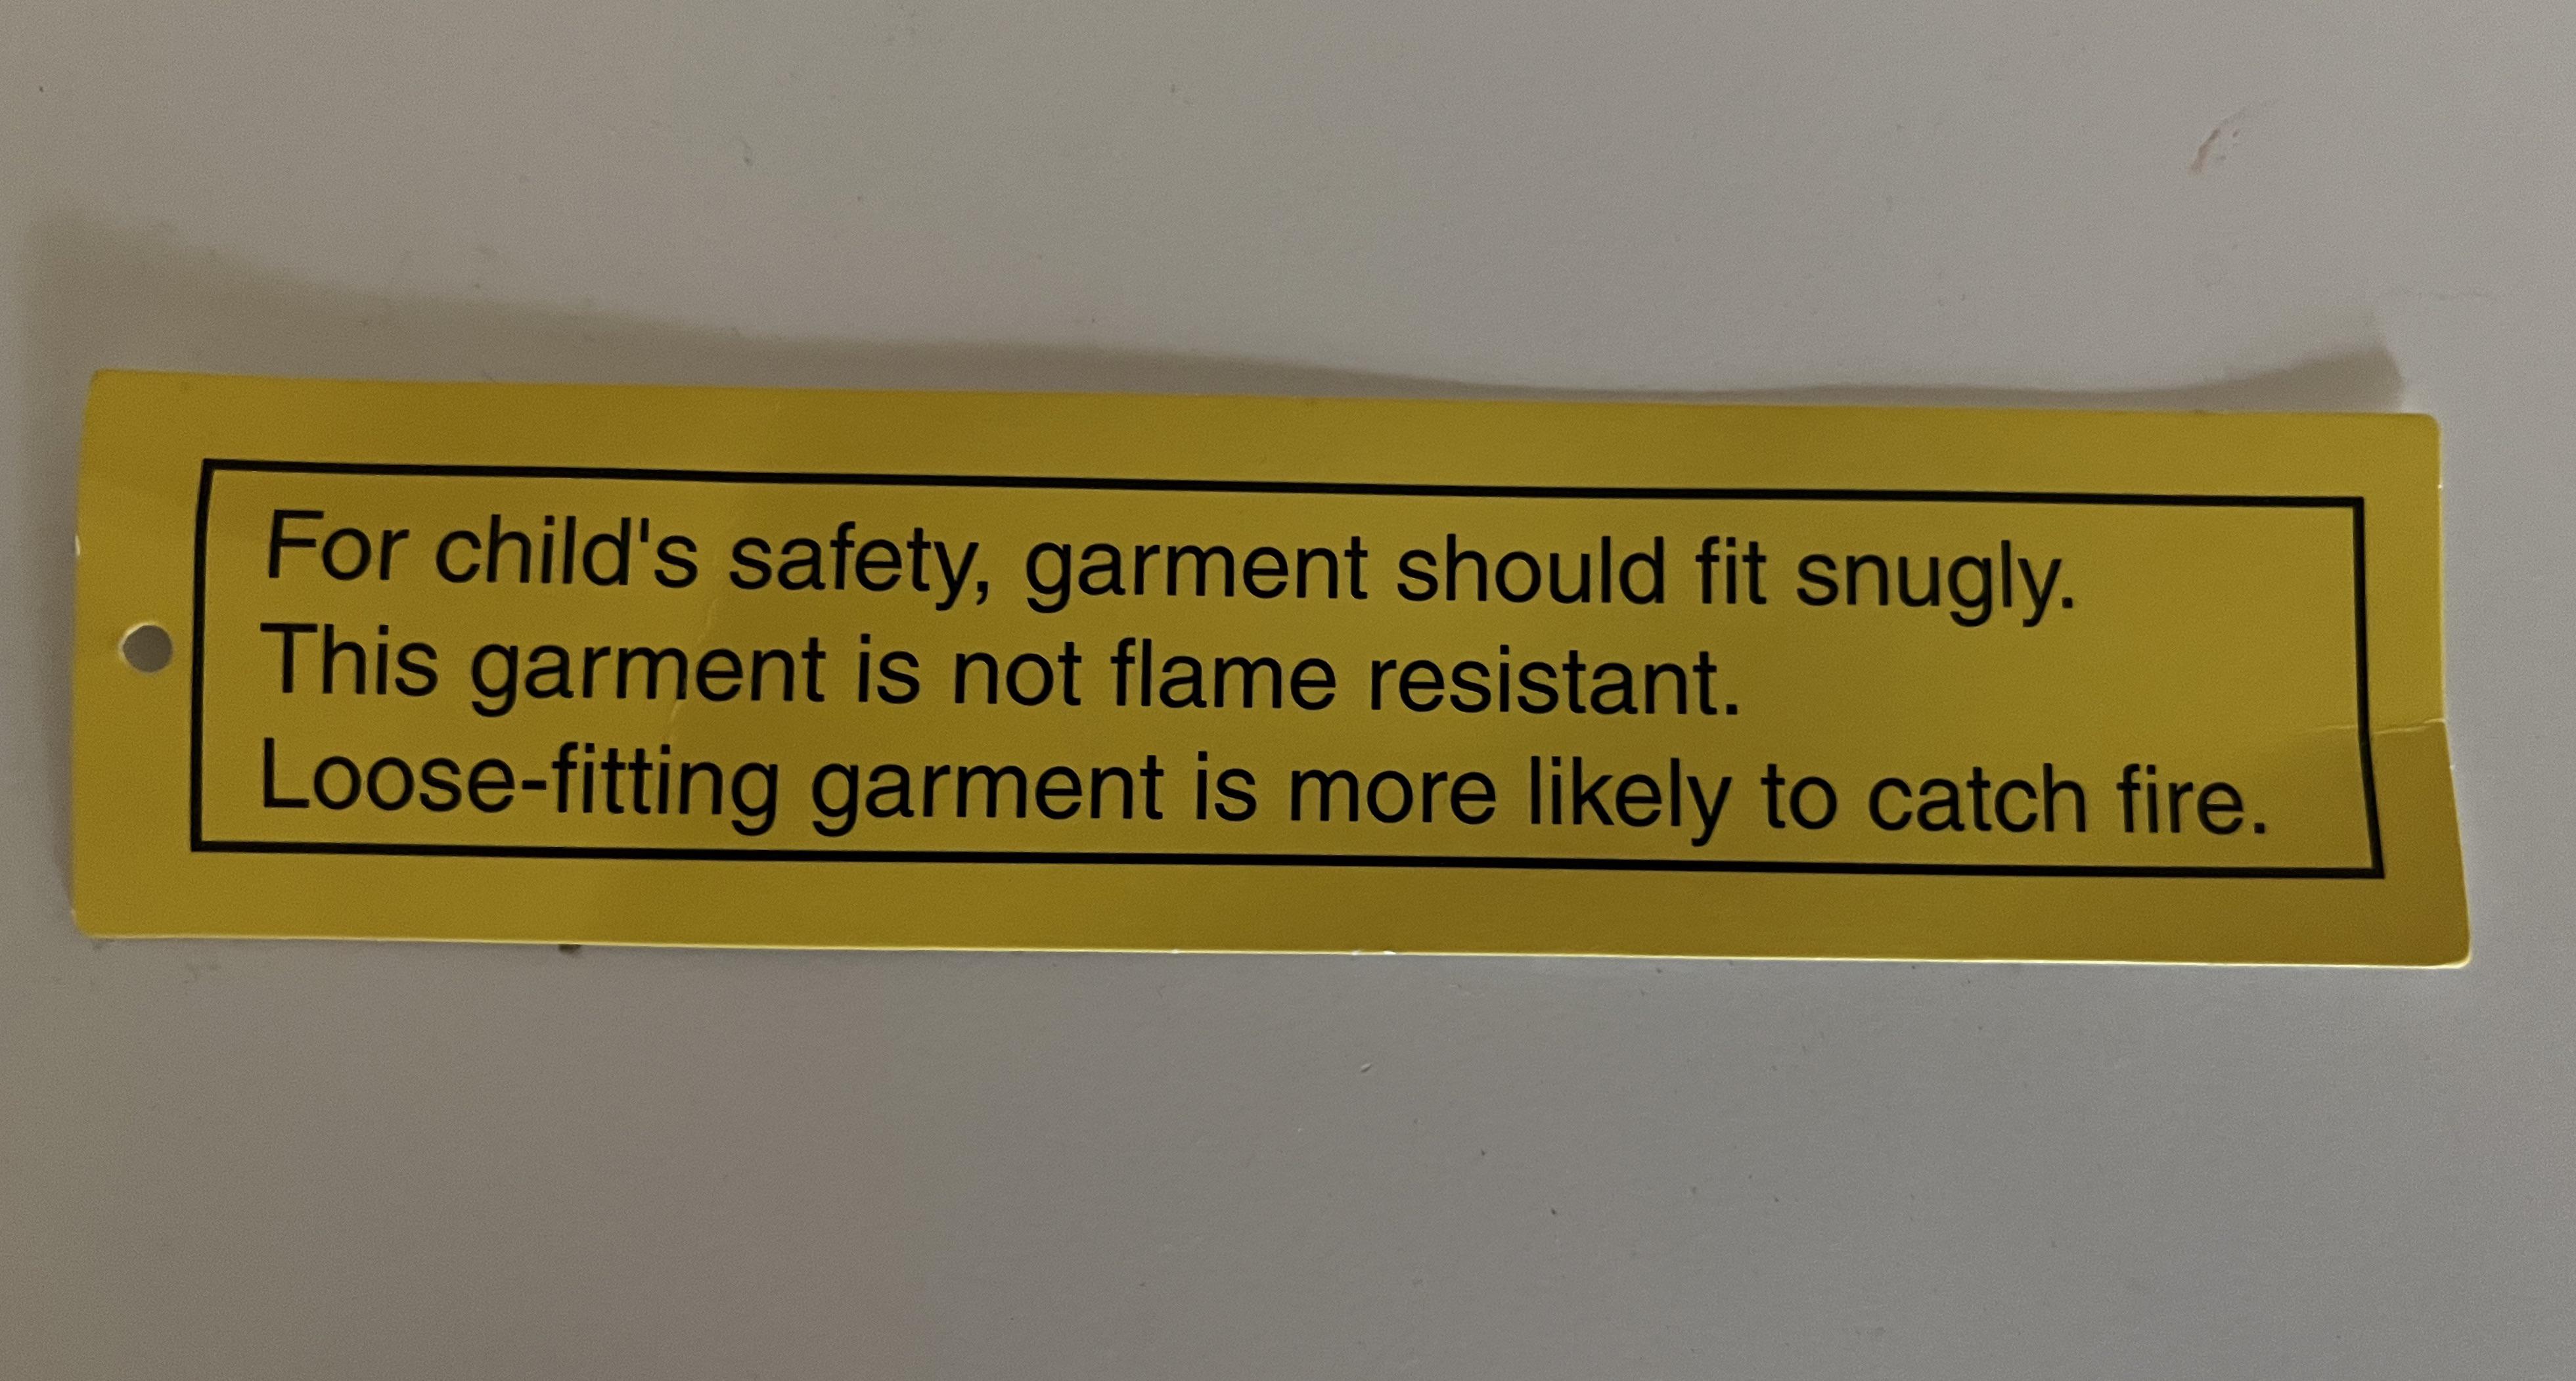 For child's safety, garment should fit snugly.
This garment is not flame resistant.
Loose-fitting garment is more likely to catch fire.